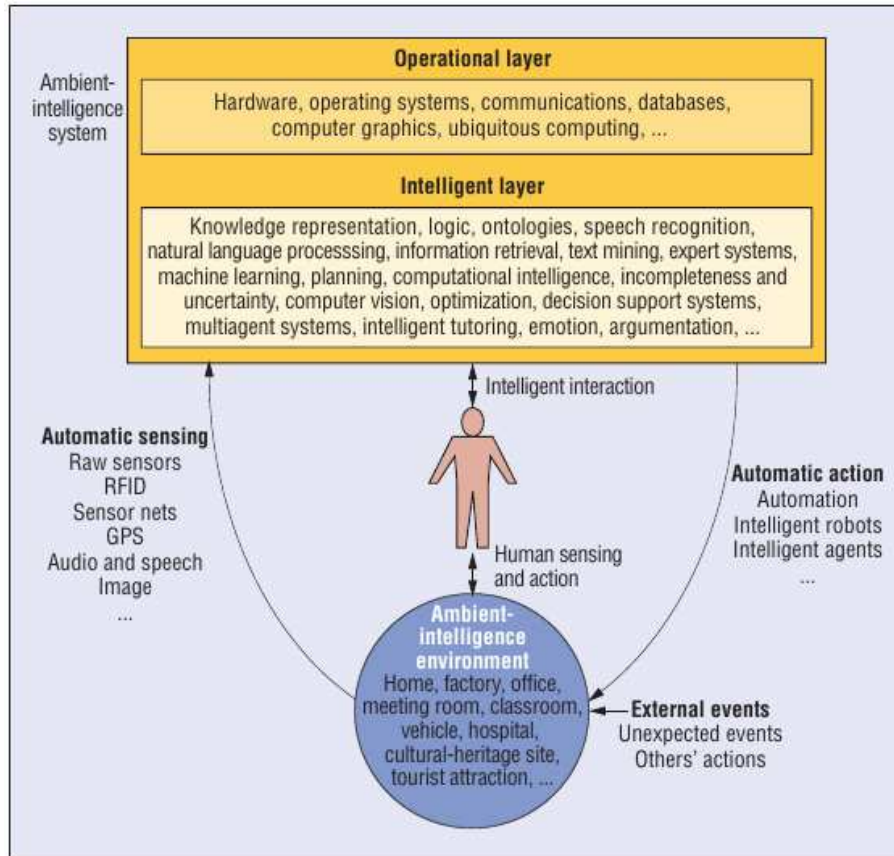 Operational layer
Ambient-
intelligence
system
Hardware, operating systems, communications, databases,
computer graphics, ubiquitous computing, ...
Intelligent layer
Knowledge representation, logic, ontologies, speech recognition,
natural language processsing, information retrieval, text mining, expert systems,
machine learning, planning, computational intelligence, incompleteness and
uncertainty, computer vision, optimization, decision support systems,
multiagent systems, intelligent tutoring, emotion, argumentation, ...
Intelligent interaction
Automatic sensing
Raw sensors
RFID
Sensor nets
GPS
Audio and speech
Image
...
Automatic action
Automation
Intelligent robots
Intelligent agents
...
Human sensing
and action
Ambient-
intelligence
environment
Home, factory, office,
meeting room, classroom,
vehicle, hospital,
cultural-heritage site,
tourist attraction, ...
External events
Unexpected events
Others' actions